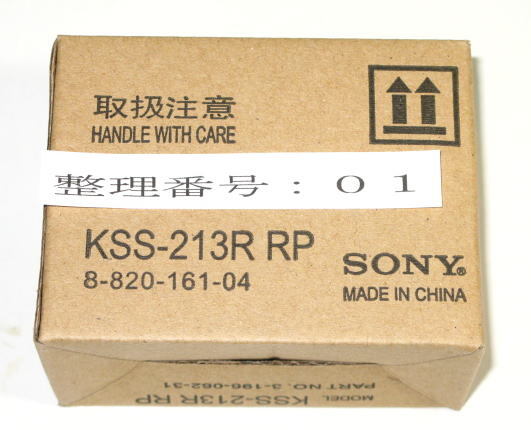 取扱注意
HANDLE WITH CARE
整理番号：０１
KSS-213R RP
8-820-161-04
SONY®
MADE IN CHINA
MODEL KSS-213R RP
PART NO. 3-196-062-31